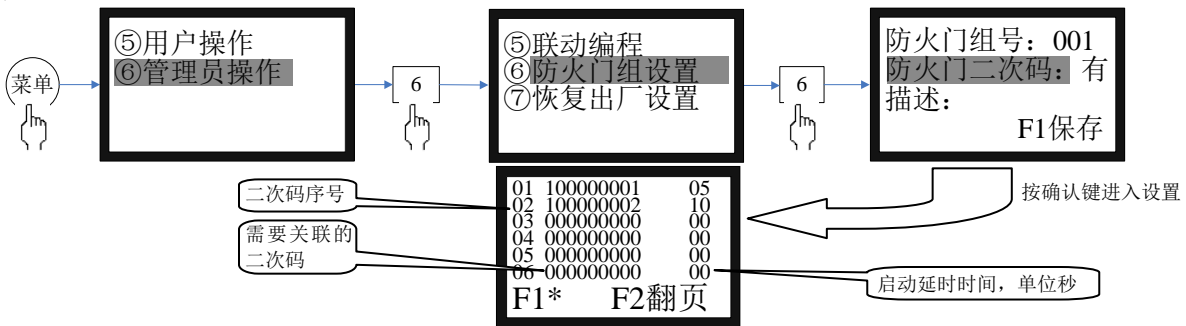 菜单
⑤用户操作
⑥管理员操作
6
⑤联动编程
⑥防火门组设置
⑦恢复出厂设置
6
防火门组号：001
防火门二次码：有
描述：
F1保存
按确认键进入设置
二次码序号
需要关联的
二次码
01 100000001 05
02 100000002 10
03 000000000 00
04 000000000 00
05 000000000 00
06 000000000 00
F1* F2翻页
启动延时时间，单位秒